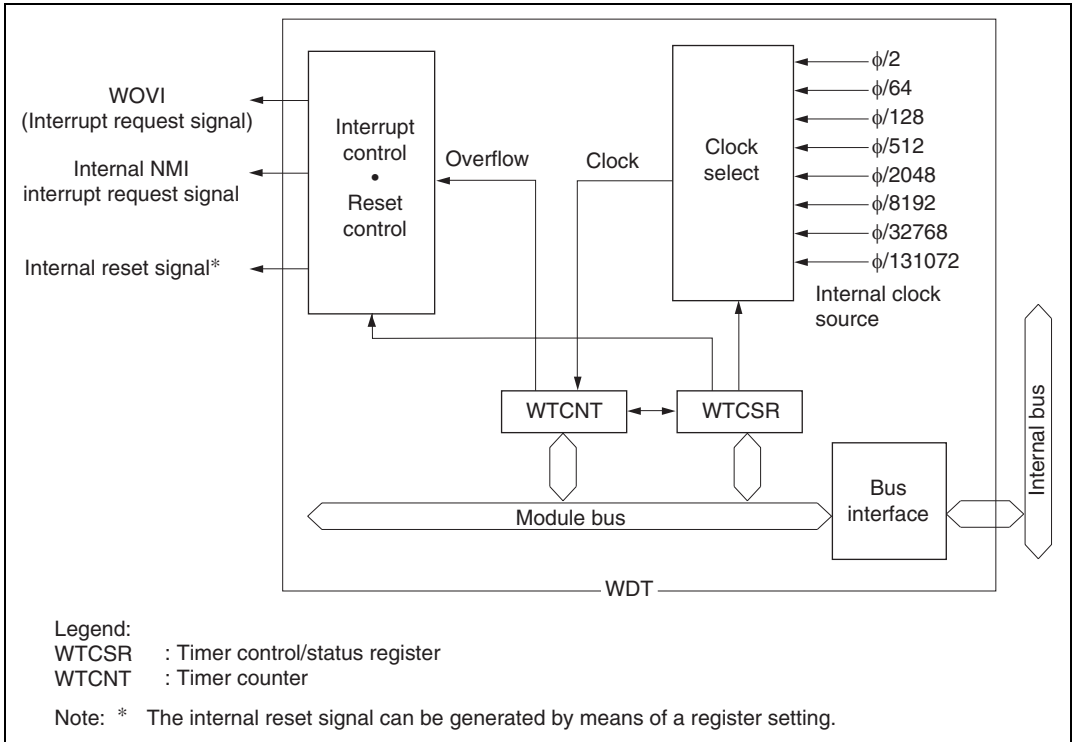 WOVI
(Interrupt request signal)
Internal NMI
interrupt request signal
Internal reset signal*
Interrupt
control
•
Reset
control
Overflow
Clock
Clock
select
ϕ/2
ϕ/64
ϕ/128
ϕ/512
ϕ/2048
ϕ/8192
ϕ/32768
ϕ/131072
Internal clock
source
WTCNT
WTCSR
Module bus
Bus
interface
Internal bus
WDT
Legend:
WTCSR : Timer control/status register
WTCNT : Timer counter
Note: * The internal reset signal can be generated by means of a register setting.